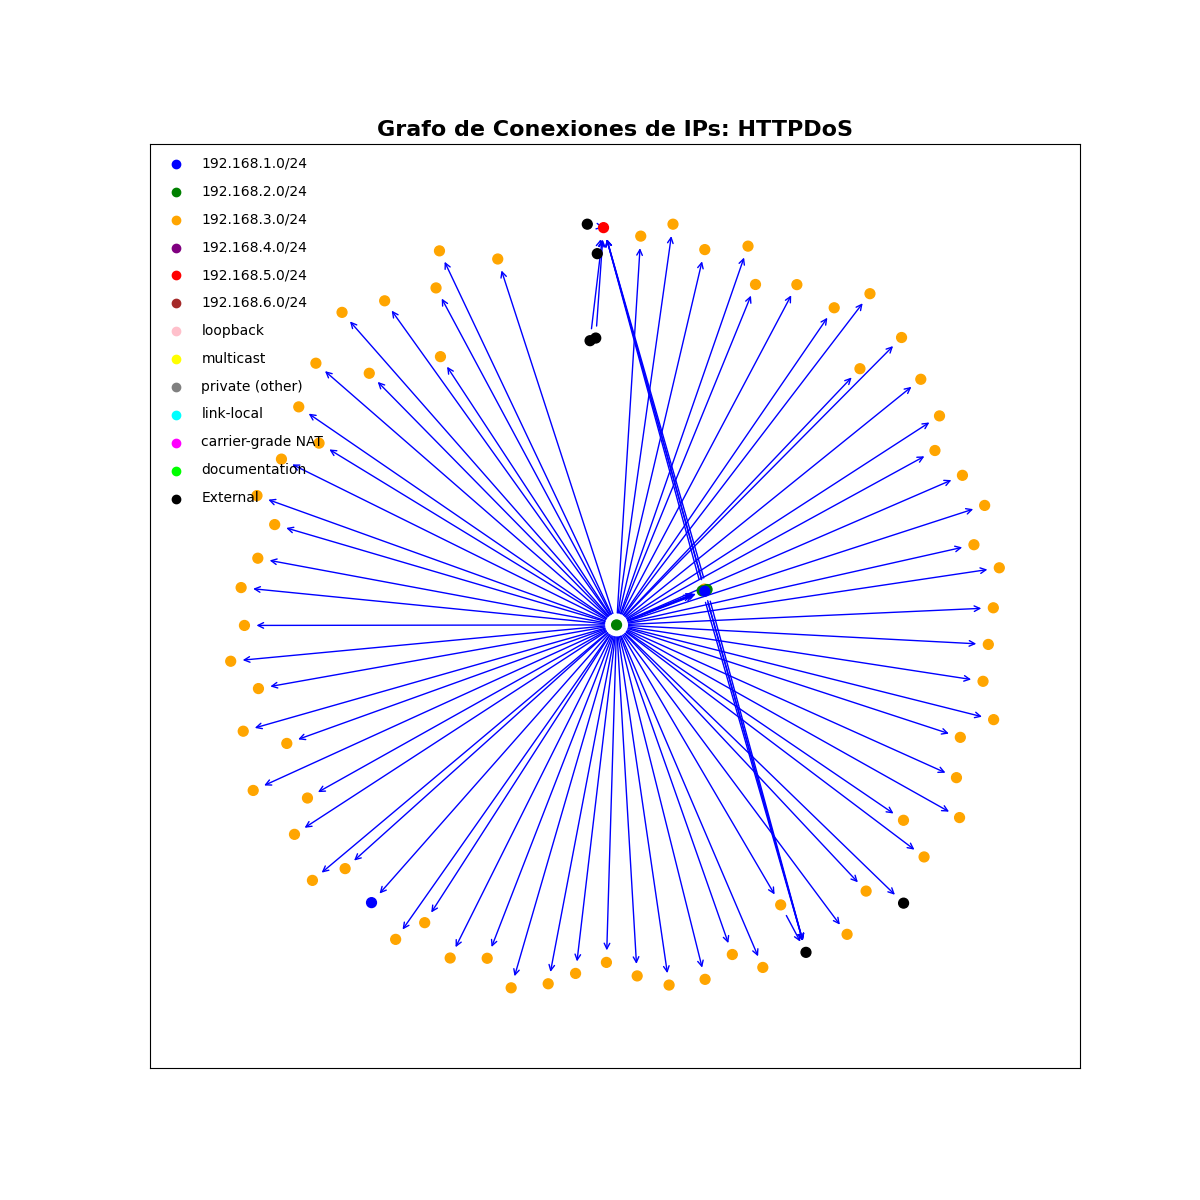 Grafo de Conexiones de IPs: HTTPDoS
192.168.1.0/24
192.168.2.0/24
192.168.3.0/24
192.168.4.0/24
192.168.5.0/24
192.168.6.0/24
loopback
multicast
private (other)
link-local
carrier-grade NAT
documentation
External